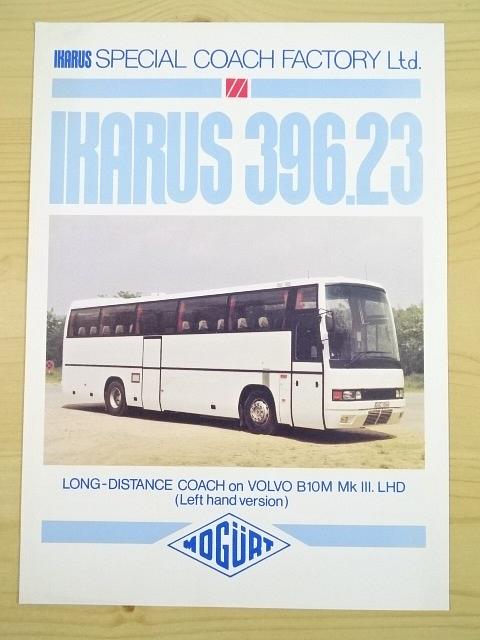 IKARUS SPECIAL COACH FACTORY Ltd.
IKARUS 396.23
LONG-DISTANCE COACH on VOLVO B10M Mk III. LHD
(Left hand version)
MOGÜRT